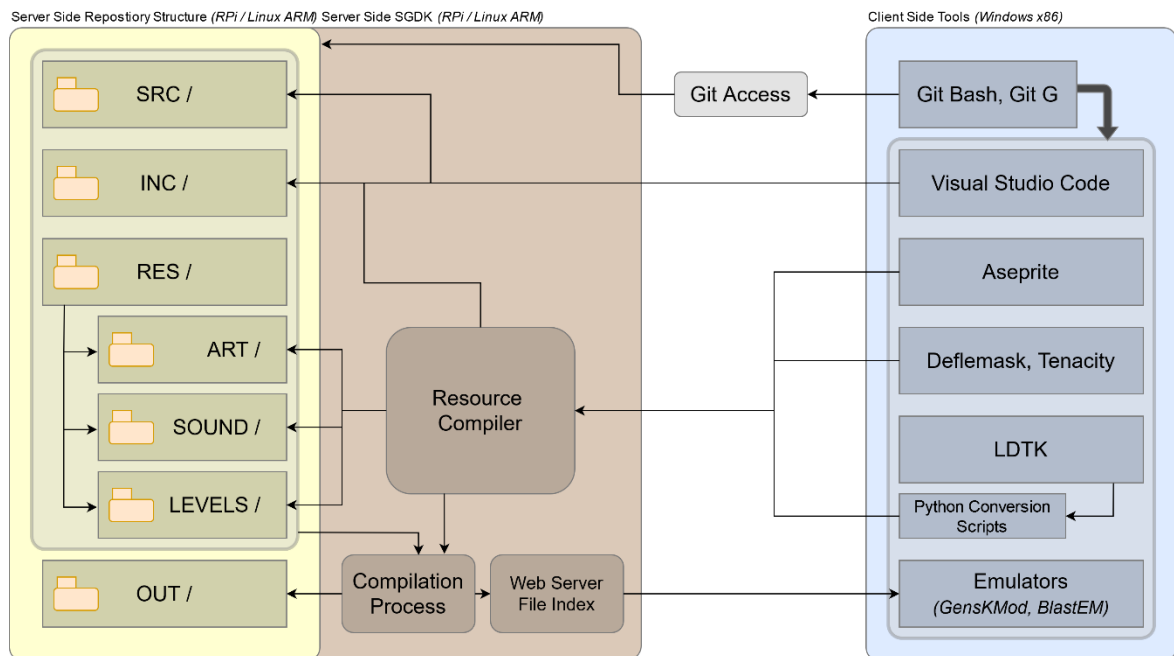 Server Side Repostiory Structure (RPi / Linux ARM)
Server Side SGDK (RPi / Linux ARM)
Client Side Tools (Windows x86)
SRC /
Git Access
Git Bash, Git G
INC /
Visual Studio Code
RES /
Aseprite
ART /
Resource
Compiler
Deflemask, Tenacity
SOUND /
LDTK
LEVELS /
Python Conversion
Scripts
OUT /
Compilation
Process
Web Server
File Index
Emulators
(GensKMod, BlastEM)